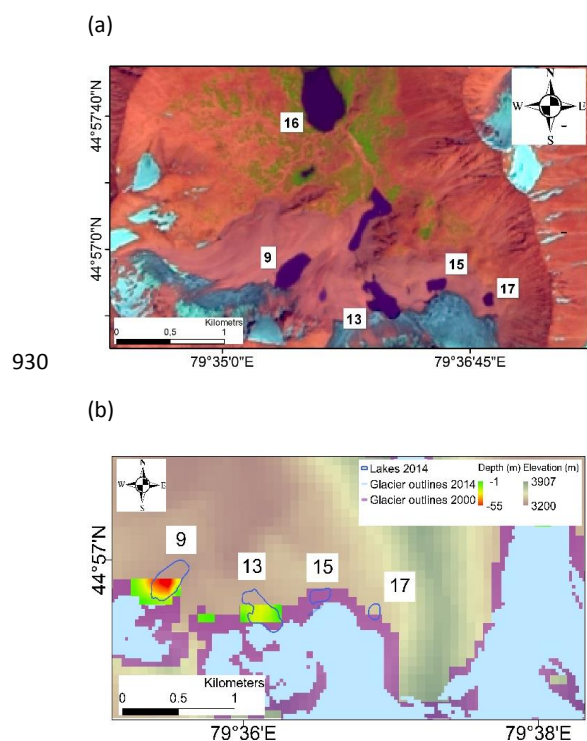 (a)
44°57'40"N
16
N
W E
S
44°57'0"N
9
15
17
13
Kilometrs
0 0,5 1
930
79°35'0"E 79°36'45"E
(b)
N
W E
S
Lakes 2014
Glacier outlines 2014
Glacier outlines 2000
Depth (m)
-1
-55
Elevation (m)
3907
3200
44°57'N
9
13
15
17
Kilometers
0 0.5 1
79°36'E 79°38'E